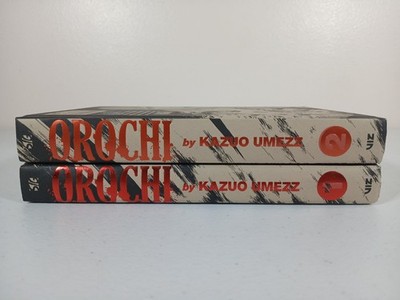 OROCHI by KAZUO UMEZZ 2 VIZ
OROCHI by KAZUO UMEZZ 1 VIZ